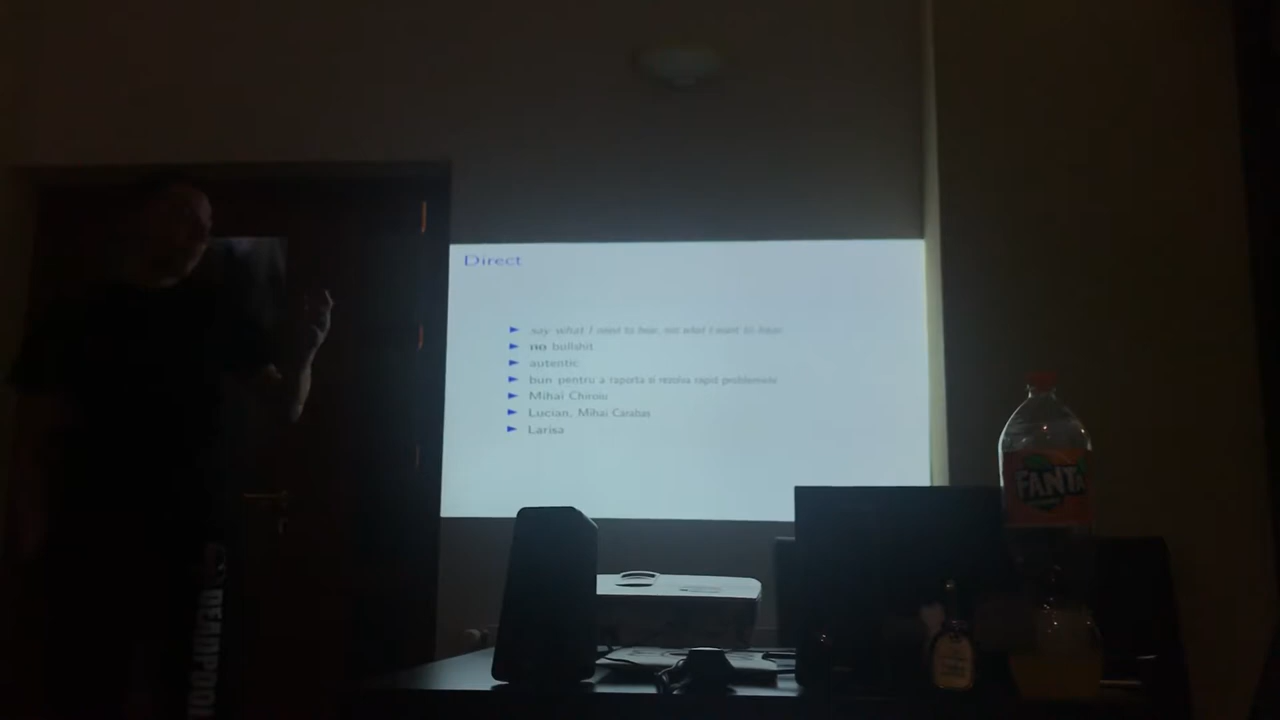 Direct
say what I need to hear, not what I want to hear
no bullshit
autentic
bun pentru a raporta si rezolva rapid problemele
Mihai Chiroiu
Lucian, Mihai Carabas
Larisa
FANTA